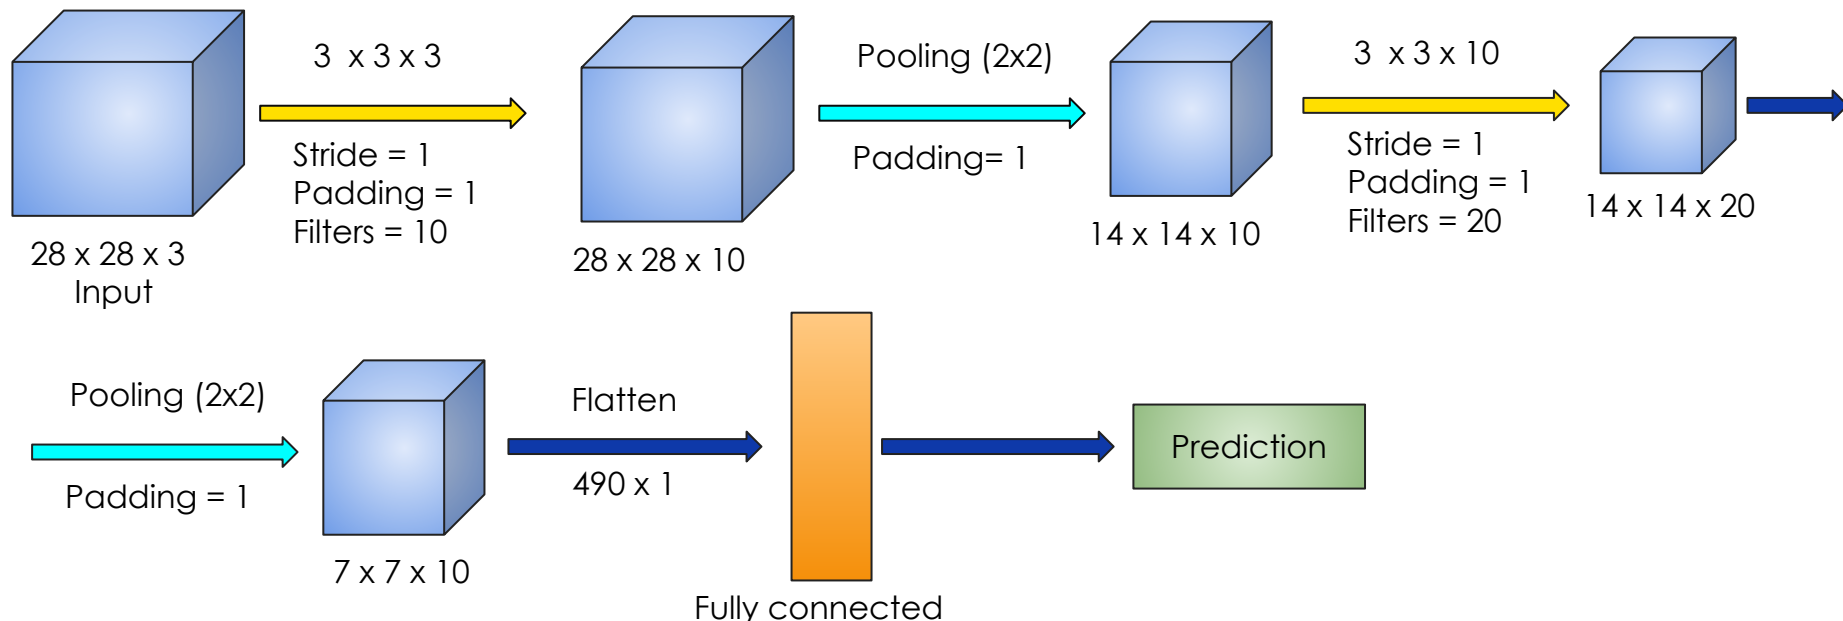 3 x 3 x 3
Stride = 1
Padding = 1
Filters = 10
28 x 28 x 3
Input
28 x 28 x 10
Pooling (2x2)
Padding= 1
14 x 14 x 10
3 x 3 x 10
Stride = 1
Padding = 1
Filters = 20
14 x 14 x 20
Pooling (2x2)
Padding = 1
7 x 7 x 10
Flatten
490 x 1
Fully connected
Prediction